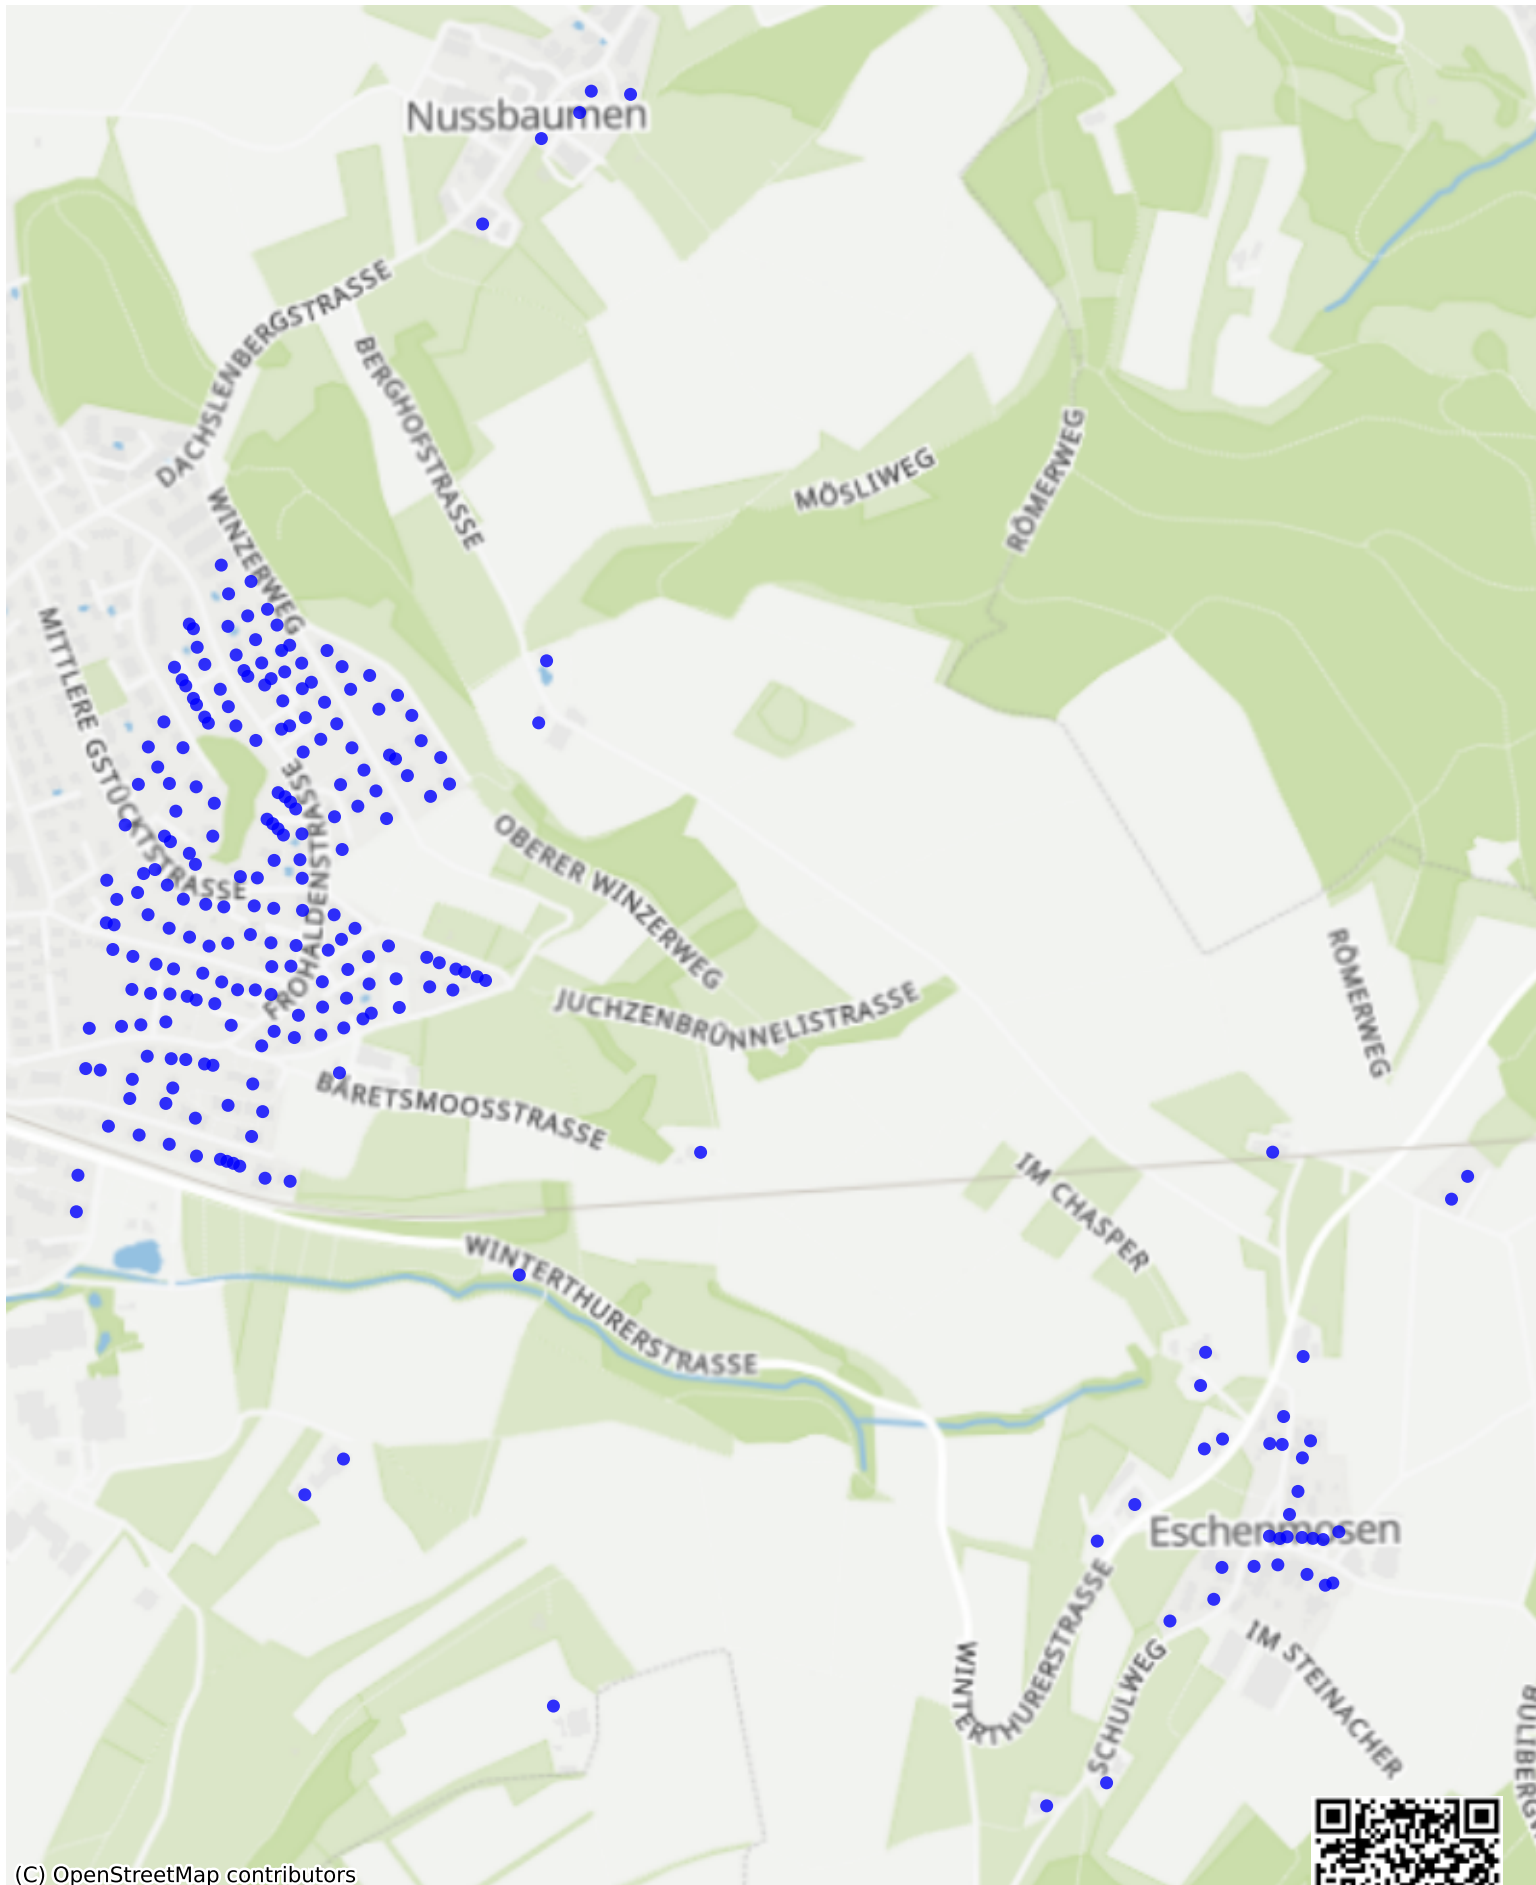 Nussbaumen
DACHSLENBERGSTRASSE
BERGHOFSTRASSE
MÖSLIWEG
RÖMERWEG
WINZERWEG
MITTLERE GSTÜCKTSTRASSE
FROHALDENSTRASSE
OBERER WINZERWEG
RÖMERWEG
JUCHZENBRÜNNELISTRASSE
BÄRETSMOOSSTRASSE
IM CHASPER
WINTERTHURERSTRASSE
Eschenmosen
WINTERTHURERSTRASSE
SCHULWEG
IM STEINACHER
(C) OpenStreetMap contributors